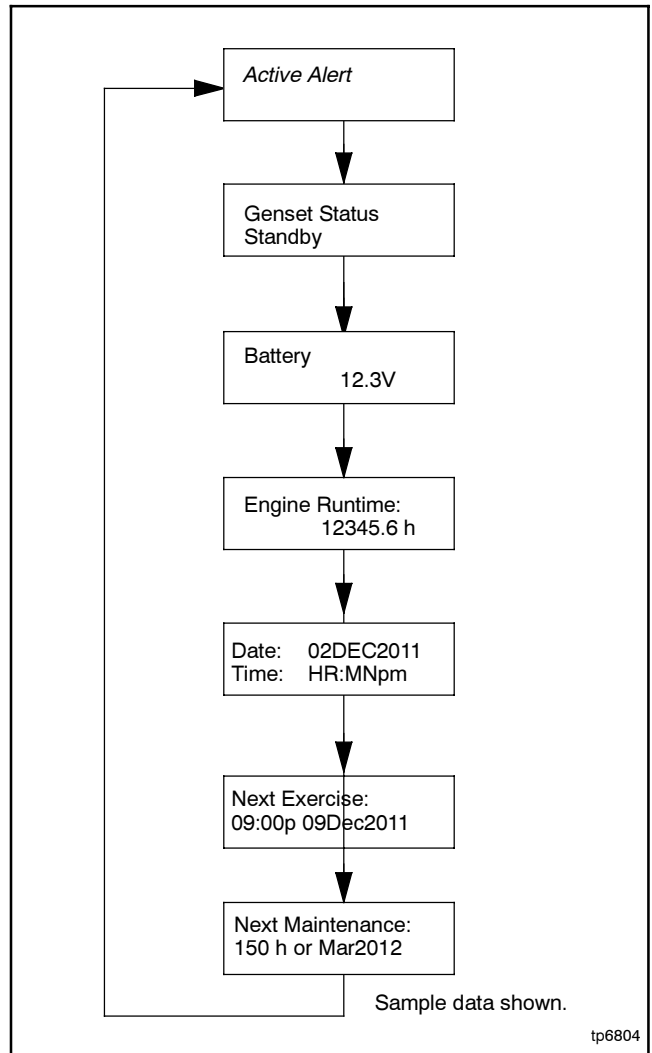 Active Alert
Genset Status
Standby
Battery
12.3V
Engine Runtime:
12345.6 h
Date: 02DEC2011
Time: HR:MNpm
Next Exercise:
09:00p 09Dec2011
Next Maintenance:
150 h or Mar2012
Sample data shown.
tp6804